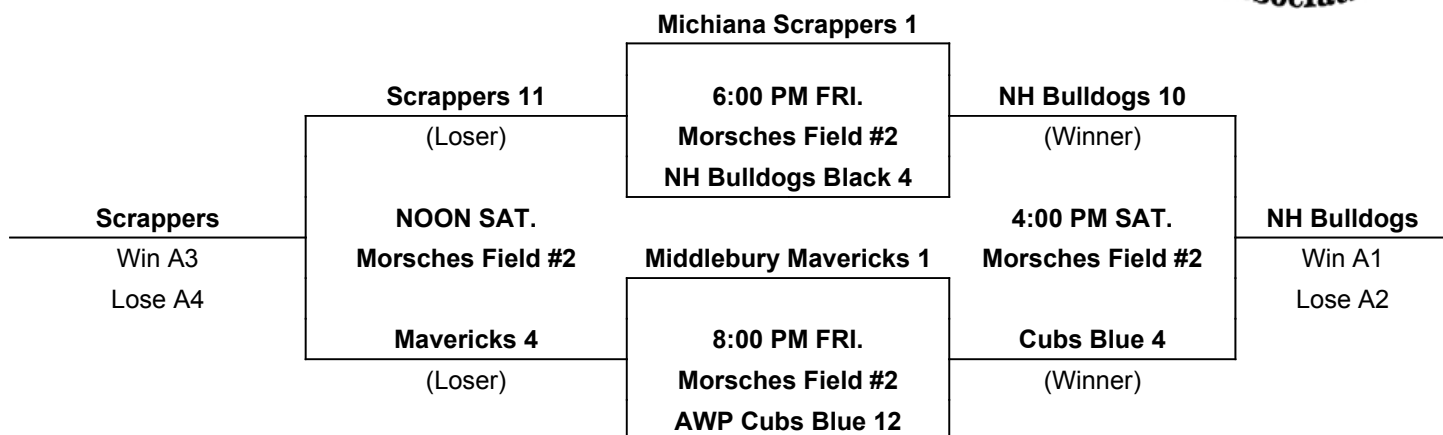 Michiana Scrappers 1
Scrappers 11
6:00 PM FRI.
NH Bulldogs 10
(Loser)
Morsches Field #2
(Winner)
NH Bulldogs Black 4
Scrappers
NOON SAT.
4:00 PM SAT.
NH Bulldogs
Win A3
Morsches Field #2
Middlebury Mavericks 1
Morsches Field #2
Win A1
Lose A4
Lose A2
Mavericks 4
8:00 PM FRI.
Cubs Blue 4
(Loser)
Morsches Field #2
(Winner)
AWP Cubs Blue 12